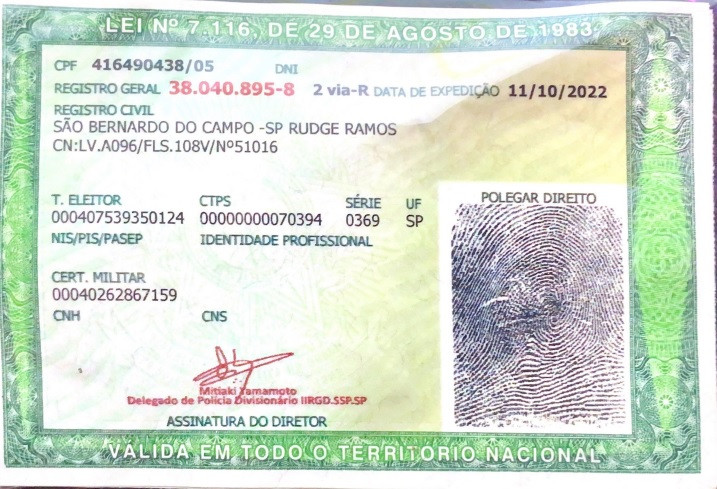 LEI Nº 7.116, DE 29 DE AGOSTO DE 1983
CPF 416490438/05 DNI
REGISTRO GERAL 38.040.895-8 2 via-R DATA DE EXPEDIÇÃO 11/10/2022
REGISTRO CIVIL
SÃO BERNARDO DO CAMPO -SP RUDGE RAMOS
CN:LV.A096/FLS.108V/Nº51016
T. ELEITOR CTPS SÉRIE UF
000407539350124 00000000070394 0369 SP
NIS/PIS/PASEP IDENTIDADE PROFISSIONAL
CERT. MILITAR
00040262867159
CNH CNS
POLEGAR DIREITO
Mitiaki Yamamoto
Delegado de Polícia Divisionário IIRGD.SSP.SP
ASSINATURA DO DIRETOR
VÁLIDA EM TODO O TERRITÓRIO NACIONAL